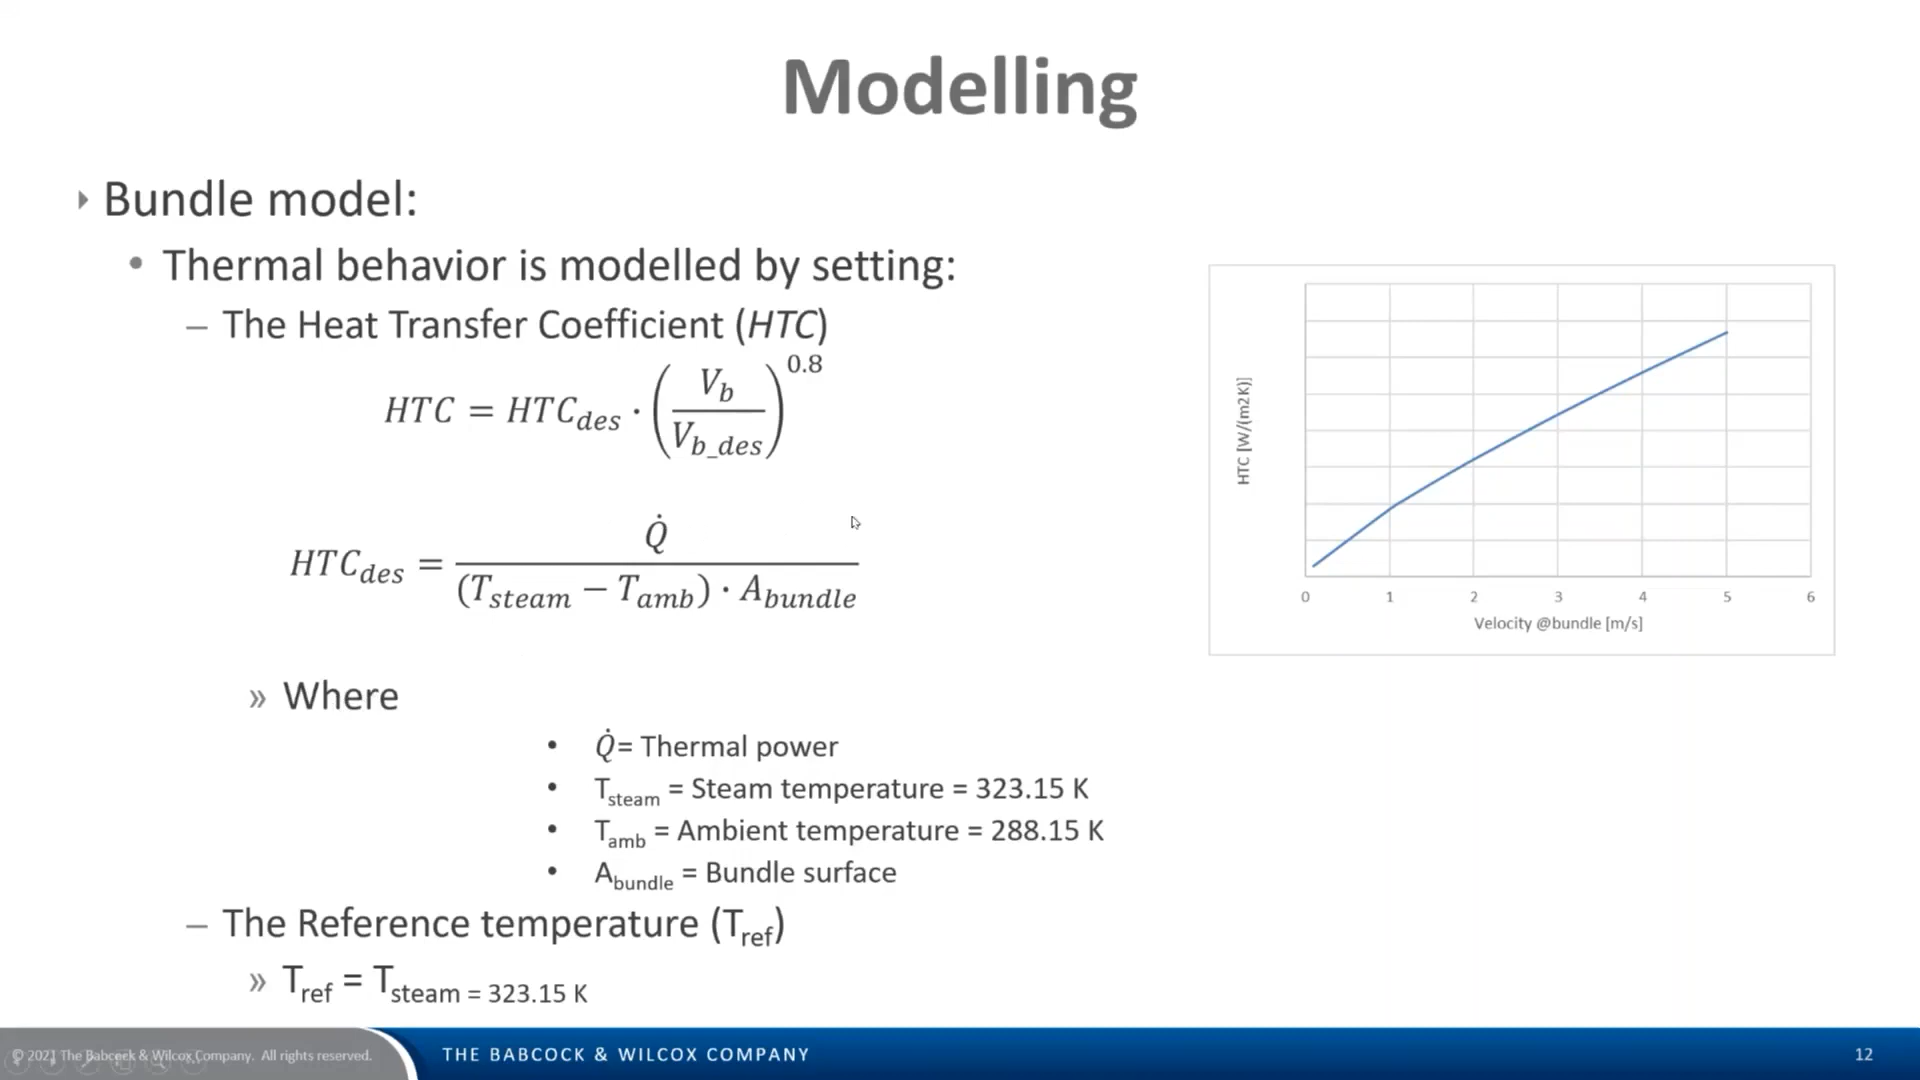 Modelling
Bundle model:
• Thermal behavior is modelled by setting:
– The Heat Transfer Coefficient (HTC)
HTC = HTC_des · (V_b / V_b_des)^0.8
HTC_des = Q̇ / ((T_steam − T_amb) · A_bundle)
» Where
• Q̇= Thermal power
• T_steam = Steam temperature = 323.15 K
• T_amb = Ambient temperature = 288.15 K
• A_bundle = Bundle surface
– The Reference temperature (T_ref)
» T_ref = T_steam = 323.15 K
HTC [W/(m2K)]
0 1 2 3 4 5 6
Velocity @bundle [m/s]
© 2021 The Babcock & Wilcox Company. All rights reserved.
THE BABCOCK & WILCOX COMPANY
12